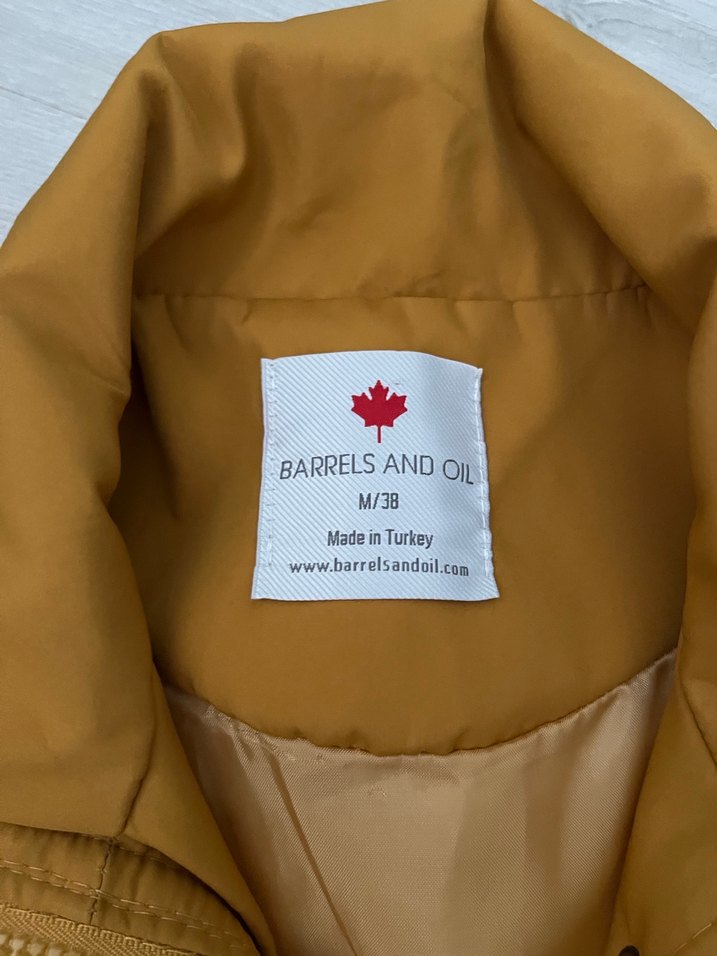 BARRELS AND OIL
M/38
Made in Turkey
www.barrelsandoil.com